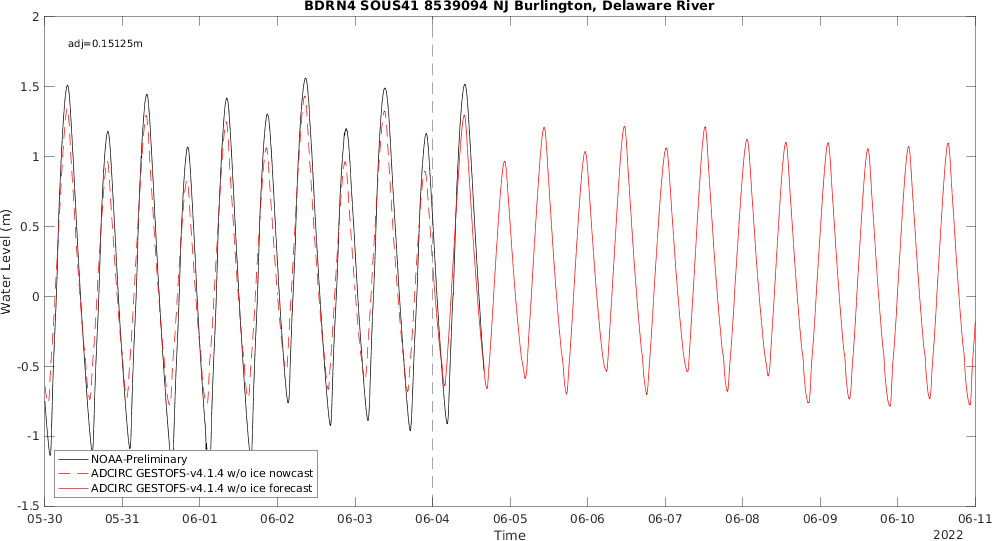 BDRN4 SOUS41 8539094 NJ Burlington, Delaware River
adj=0.15125m
Water Level (m)
2
1.5
1
0.5
0
-0.5
-1
-1.5
NOAA-Preliminary
ADCIRC GESTOFS-v4.1.4 w/o ice nowcast
ADCIRC GESTOFS-v4.1.4 w/o ice forecast
05-30 05-31 06-01 06-02 06-03 06-04 06-05 06-06 06-07 06-08 06-09 06-10 06-11
Time
2022